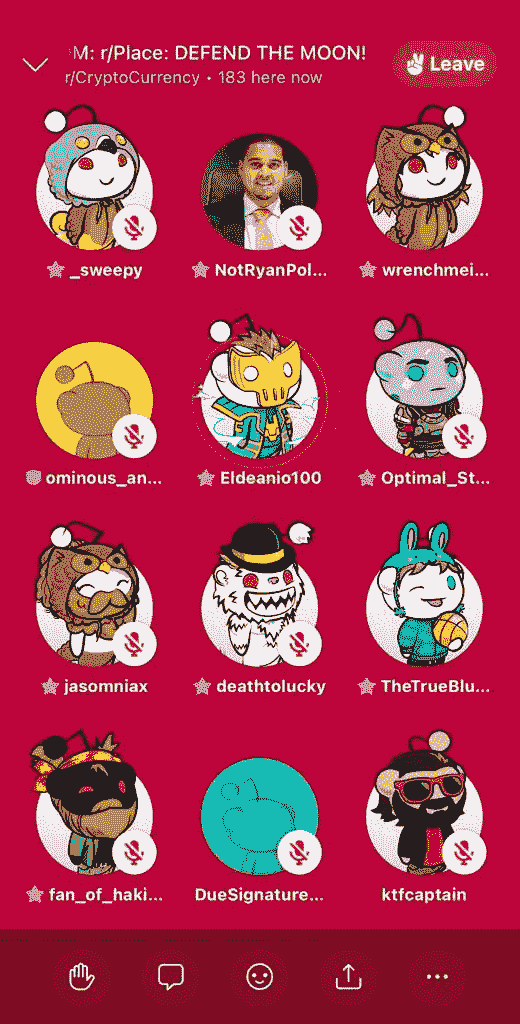 M: r/Place: DEFEND THE MOON!
r/CryptoCurrency • 183 here now
Leave
_sweepy
NotRyanPol...
wrenchmei...
ominous_an...
Eldeanio100
Optimal_St...
jasomniax
deathtolucky
TheTrueBlu...
fan_of_haki...
DueSignature...
ktfcaptain